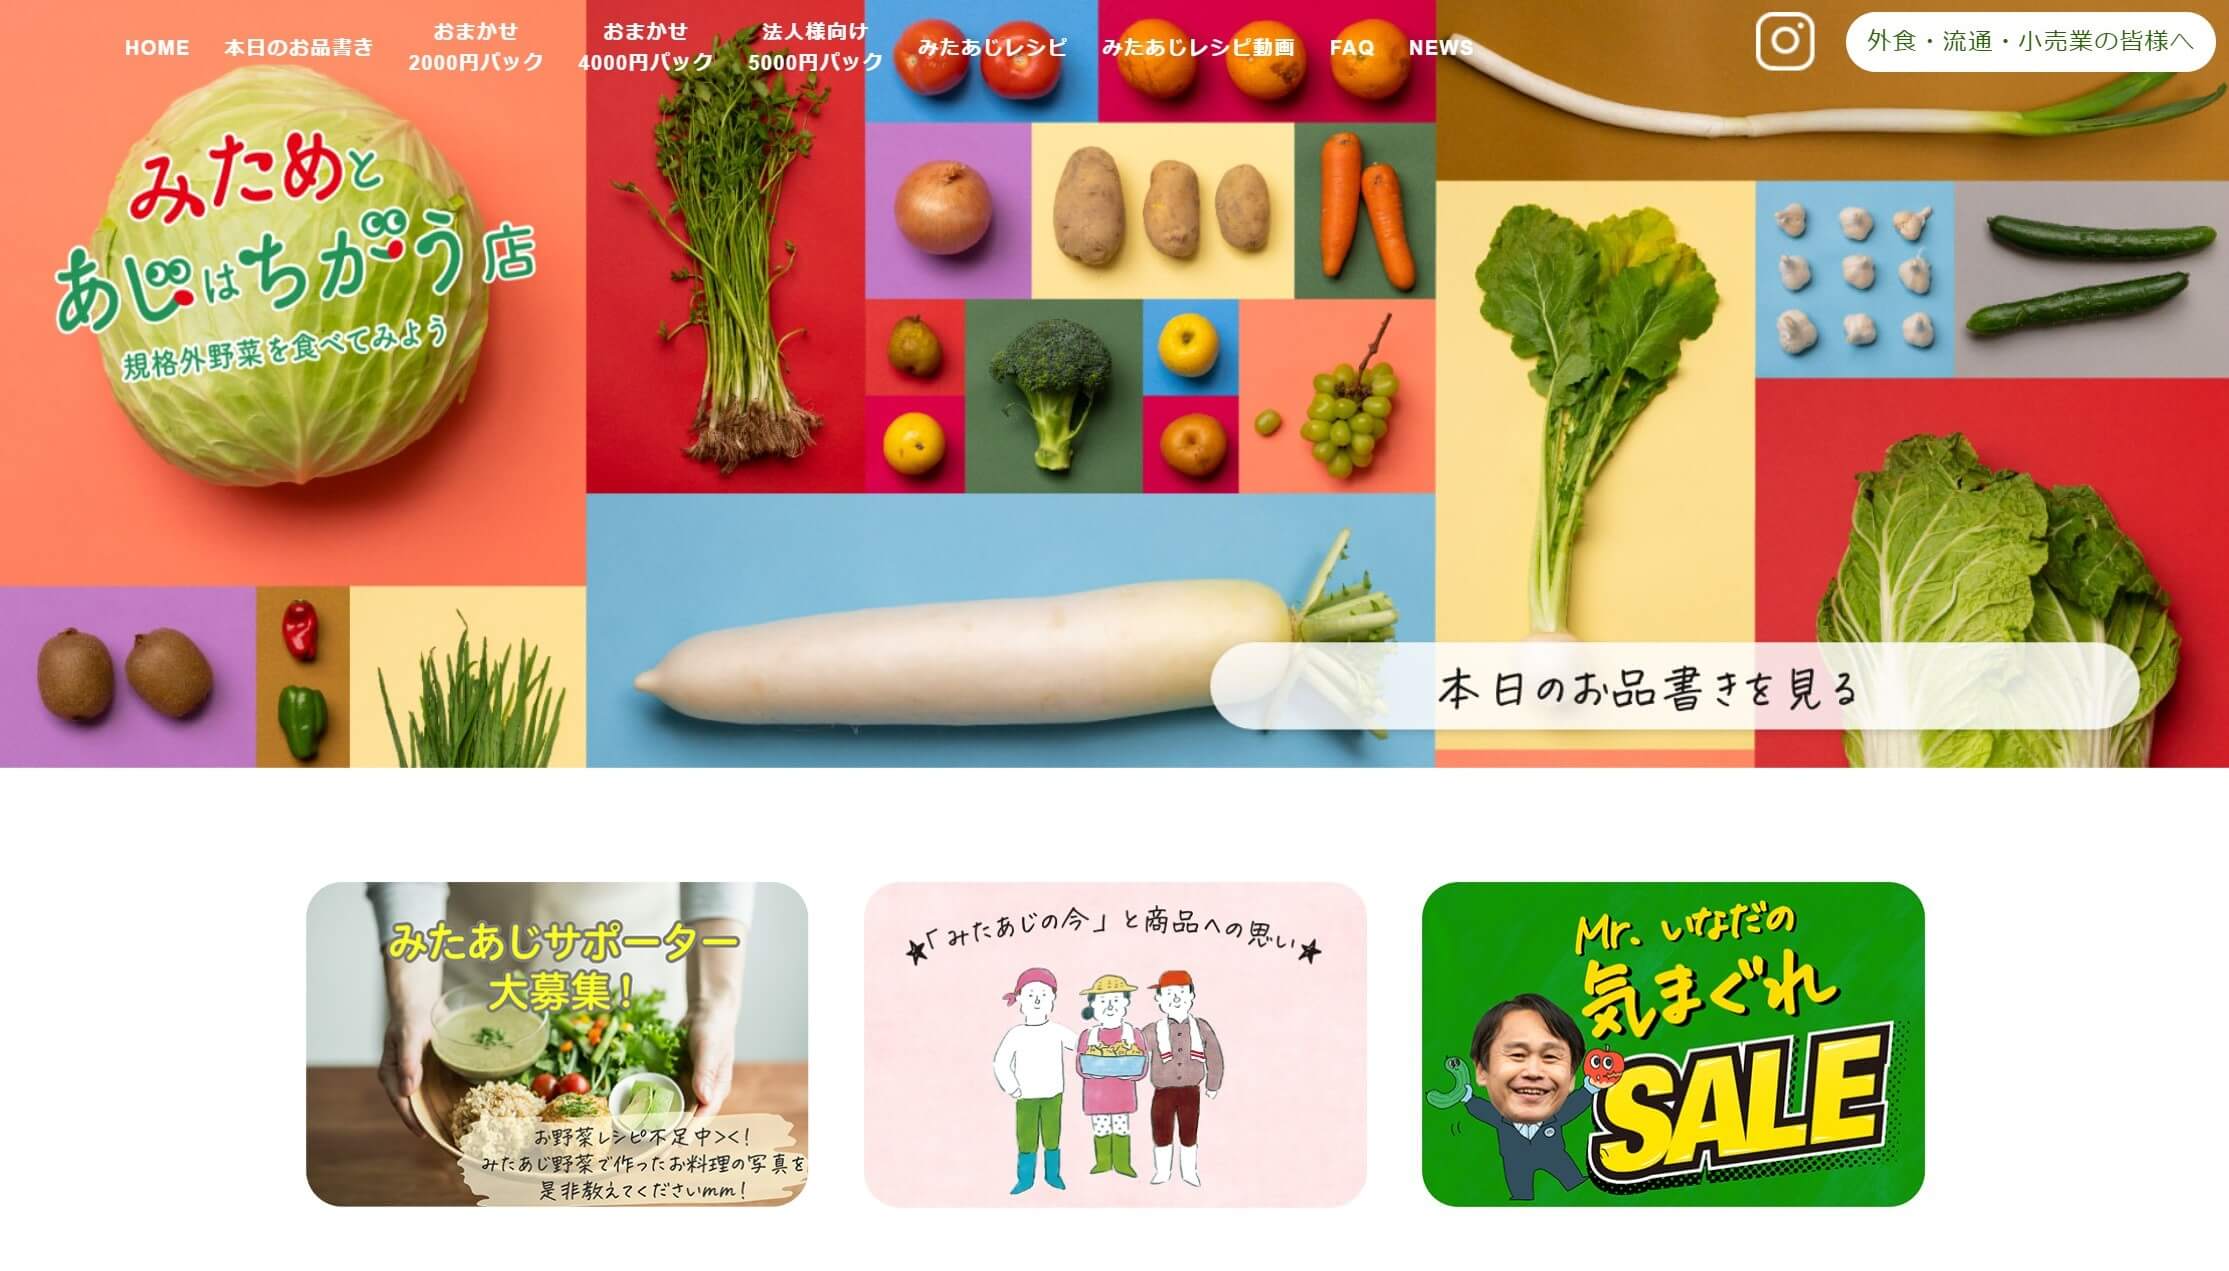 HOME
本日のお品書き
おまかせ
2000円パック
おまかせ
4000円パック
法人様向け
5000円パック
みたあじレシピ
みたあじレシピ動画
FAQ
NEWS
外食・流通・小売業の皆様へ
みためと
あじはちがう店
規格外野菜を食べてみよう
本日のお品書きを見る
みたあじサポーター
大募集！
お野菜レシピ不足中><！
みたあじ野菜で作ったお料理の写真を
是非教えてくださいmm！
★「みたあじの今」と商品への思い★
Mr. いなだの
気まぐれ
SALE